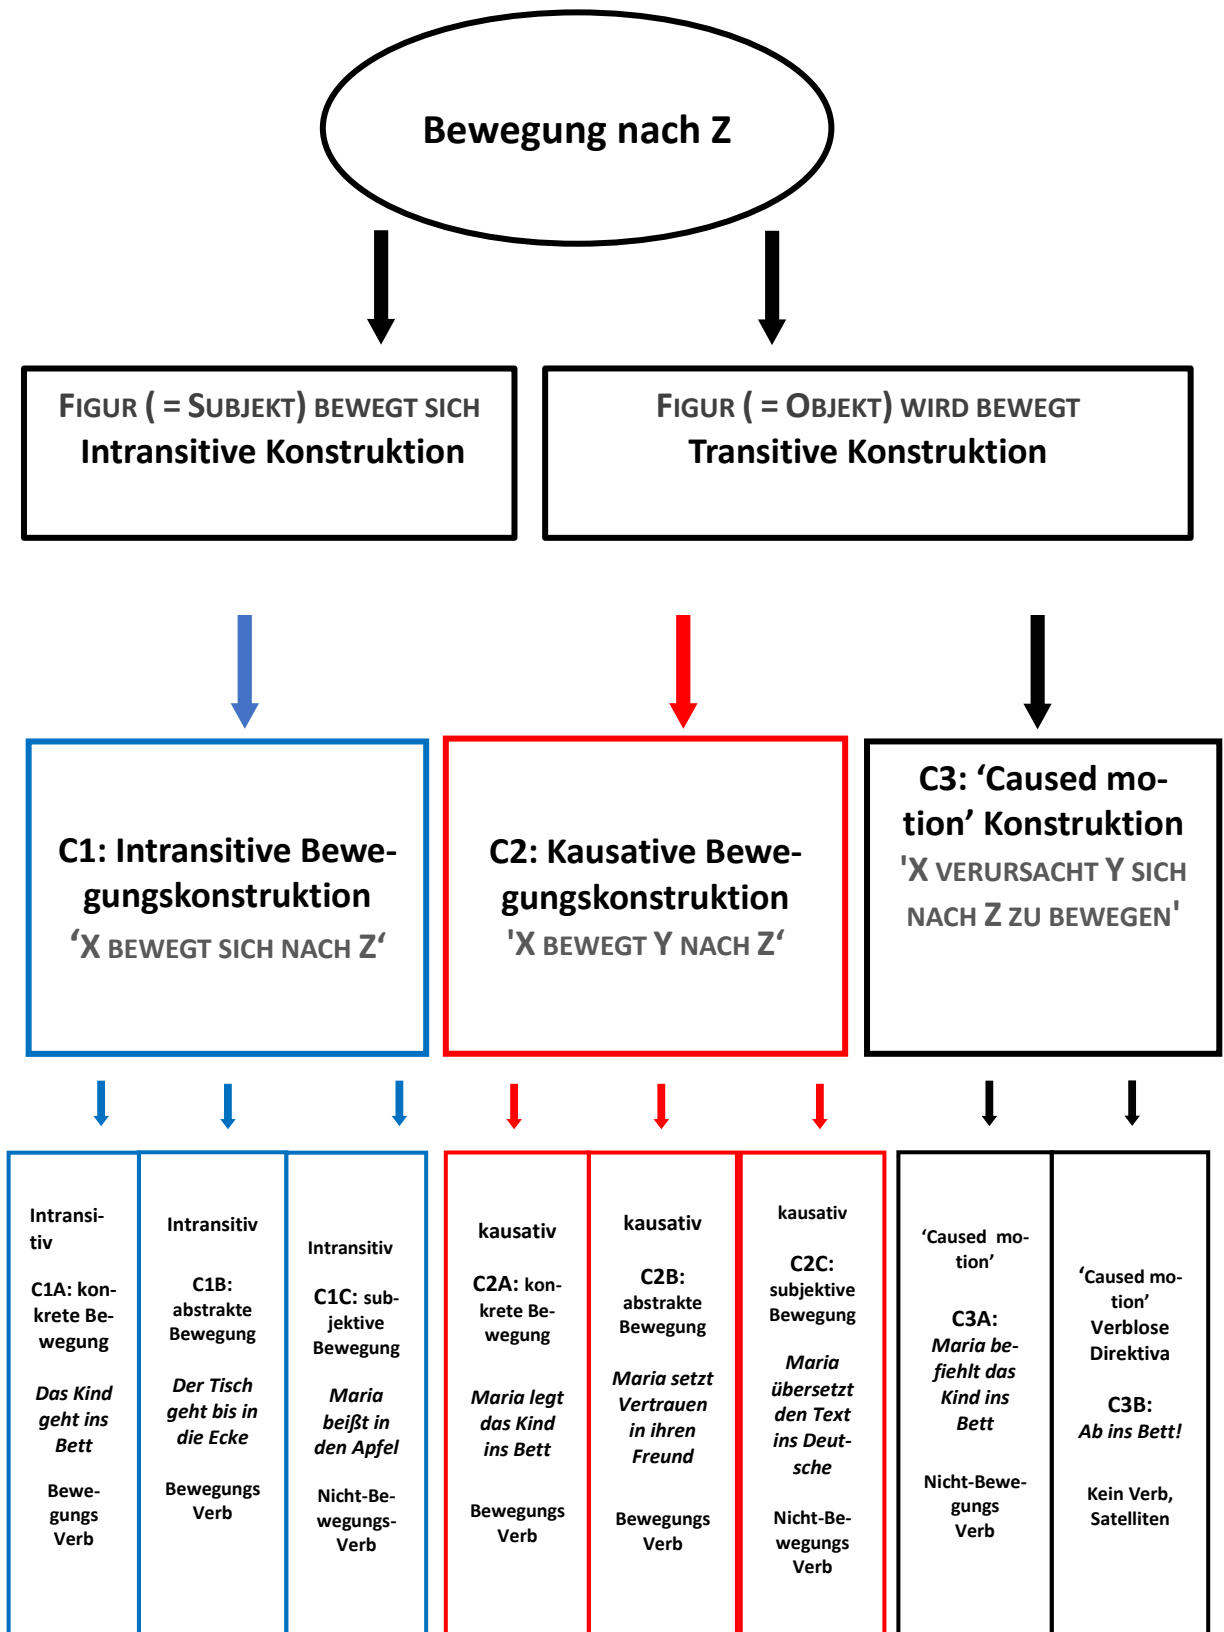 Bewegung nach Z
FIGUR ( = SUBJEKT) BEWEGT SICH
Intransitive Konstruktion
FIGUR ( = OBJEKT) WIRD BEWEGT
Transitive Konstruktion
C1: Intransitive Bewe-
gungskonstruktion
‘X BEWEGT SICH NACH Z‘
C2: Kausative Bewe-
gungskonstruktion
'X BEWEGT Y NACH Z‘
C3: ‘Caused mo-
tion’ Konstruktion
'X VERURSACHT Y SICH
NACH Z ZU BEWEGEN'
Intransi-
tiv
C1A: kon-
krete Be-
wegung
Das Kind
geht ins
Bett
Bewe-
gungs
Verb
Intransitiv
C1B:
abstrakte
Bewegung
Der Tisch
geht bis in
die Ecke
Bewegungs
Verb
Intransitiv
C1C: sub-
jektive
Bewegung
Maria
beißt in
den Apfel
Nicht-Be-
wegungs-
Verb
kausativ
C2A: kon-
krete Be-
wegung
Maria legt
das Kind
ins Bett
Bewegungs
Verb
kausativ
C2B:
abstrakte
Bewegung
Maria setzt
Vertrauen
in ihren
Freund
Bewegungs
Verb
kausativ
C2C:
subjektive
Bewegung
Maria
übersetzt
den Text
ins Deut-
sche
Nicht-Be-
wegungs
Verb
‘Caused mo-
tion’
C3A:
Maria be-
fiehlt das
Kind ins
Bett
Nicht-Bewe-
gungs
Verb
‘Caused mo-
tion’
Verblose
Direktiva
C3B:
Ab ins Bett!
Kein Verb,
Satelliten